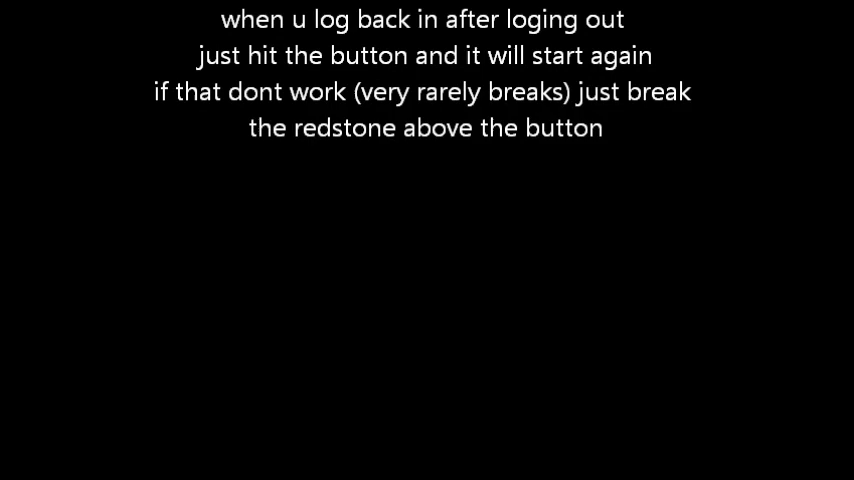 when u log back in after loging out
just hit the button and it will start again
if that dont work (very rarely breaks) just break
the redstone above the button